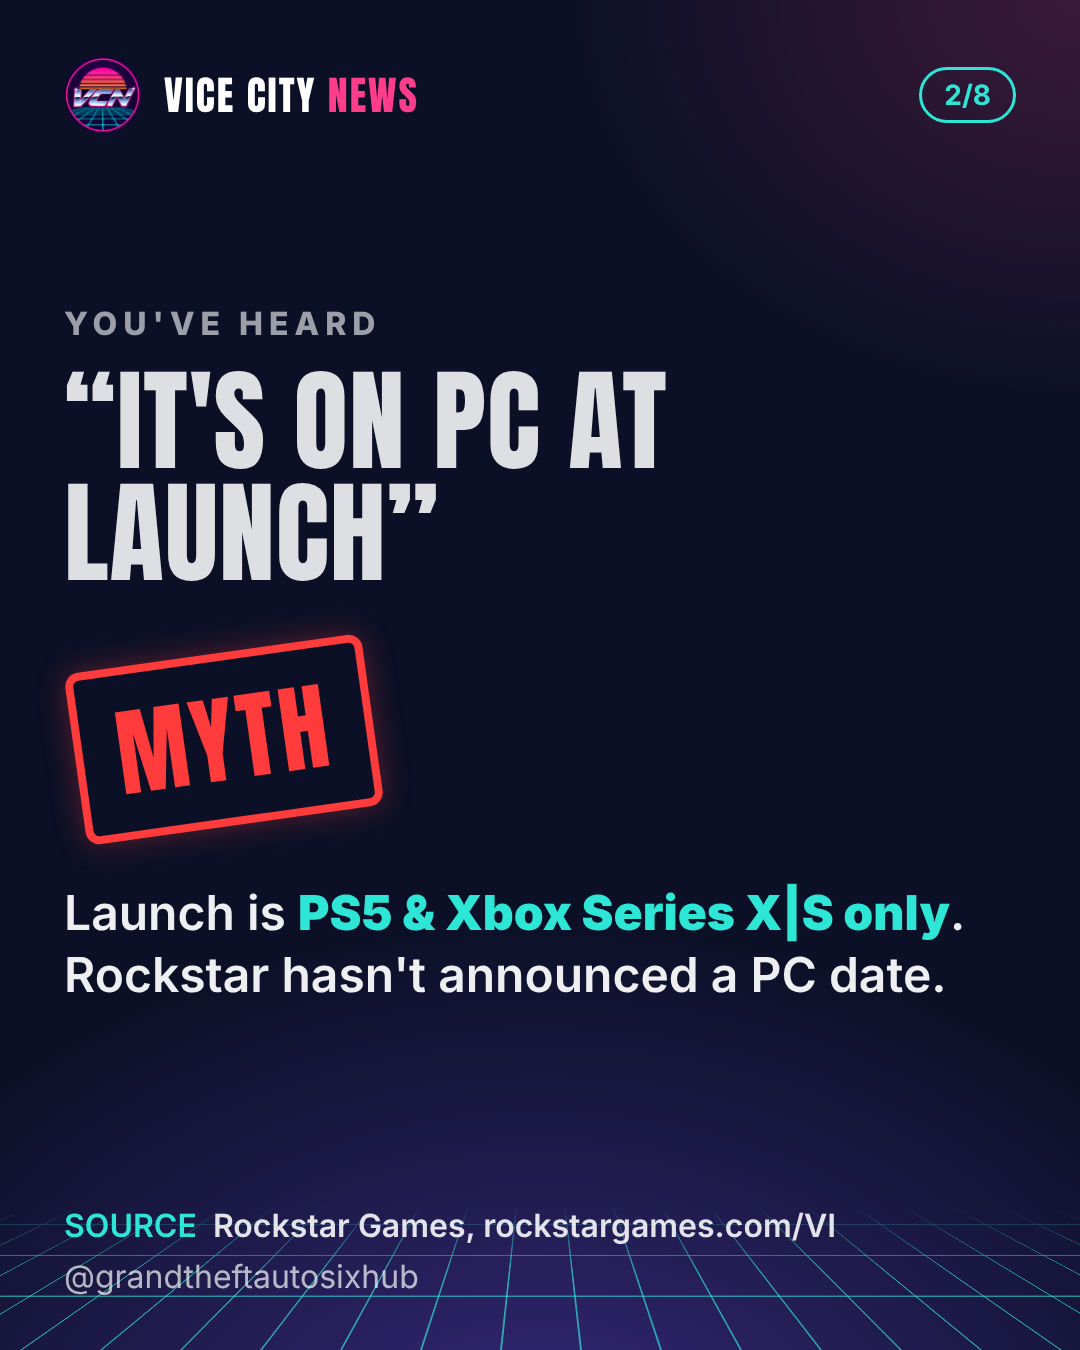 VCN
VICE CITY NEWS
2/8
YOU'VE HEARD
“IT'S ON PC AT
LAUNCH”
MYTH
Launch is PS5 & Xbox Series X|S only.
Rockstar hasn't announced a PC date.
SOURCE Rockstar Games, rockstargames.com/VI
@grandtheftautosixhub